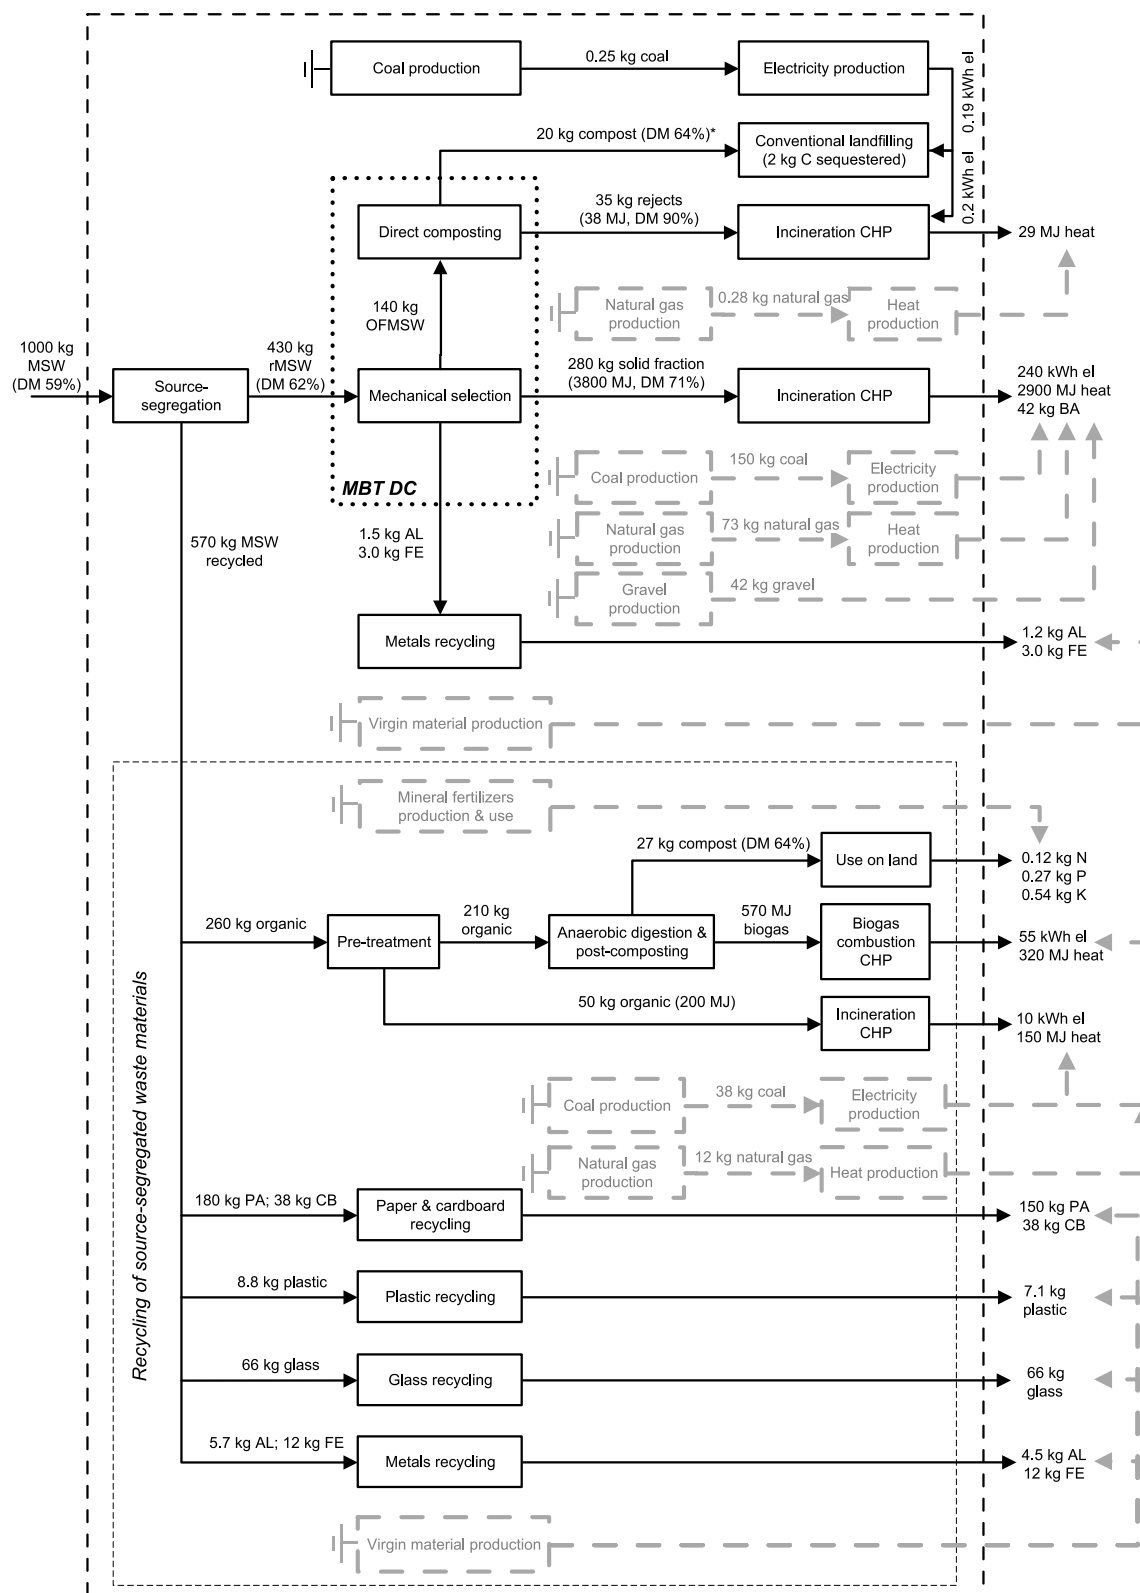 Coal production
0.25 kg coal
Electricity production
0.19 kWh el
20 kg compost (DM 64%)*
Conventional landfilling
(2 kg C sequestered)
0.2 kWh el
35 kg rejects
(38 MJ, DM 90%)
Direct composting
Incineration CHP
29 MJ heat
140 kg
OFMSW
Natural gas
production
0.28 kg natural gas
Heat
production
1000 kg
MSW
(DM 59%)
Source-
segregation
430 kg
rMSW
(DM 62%)
Mechanical selection
280 kg solid fraction
(3800 MJ, DM 71%)
Incineration CHP
240 kWh el
2900 MJ heat
42 kg BA
MBT DC
Coal production
150 kg coal
Electricity
production
570 kg MSW
recycled
1.5 kg AL
3.0 kg FE
Natural gas
production
73 kg natural gas
Heat
production
Gravel
production
42 kg gravel
Metals recycling
1.2 kg AL
3.0 kg FE
Virgin material production
Recycling of source-segregated waste materials
Mineral fertilizers
production & use
27 kg compost (DM 64%)
Use on land
0.12 kg N
0.27 kg P
0.54 kg K
260 kg organic
Pre-treatment
210 kg
organic
Anaerobic digestion &
post-composting
570 MJ
biogas
Biogas
combustion
CHP
55 kWh el
320 MJ heat
50 kg organic (200 MJ)
Incineration
CHP
10 kWh el
150 MJ heat
Coal production
38 kg coal
Electricity
production
Natural gas
production
12 kg natural gas
Heat production
180 kg PA; 38 kg CB
Paper & cardboard
recycling
150 kg PA
38 kg CB
8.8 kg plastic
Plastic recycling
7.1 kg
plastic
66 kg glass
Glass recycling
66 kg
glass
5.7 kg AL; 12 kg FE
Metals recycling
4.5 kg AL
12 kg FE
Virgin material production